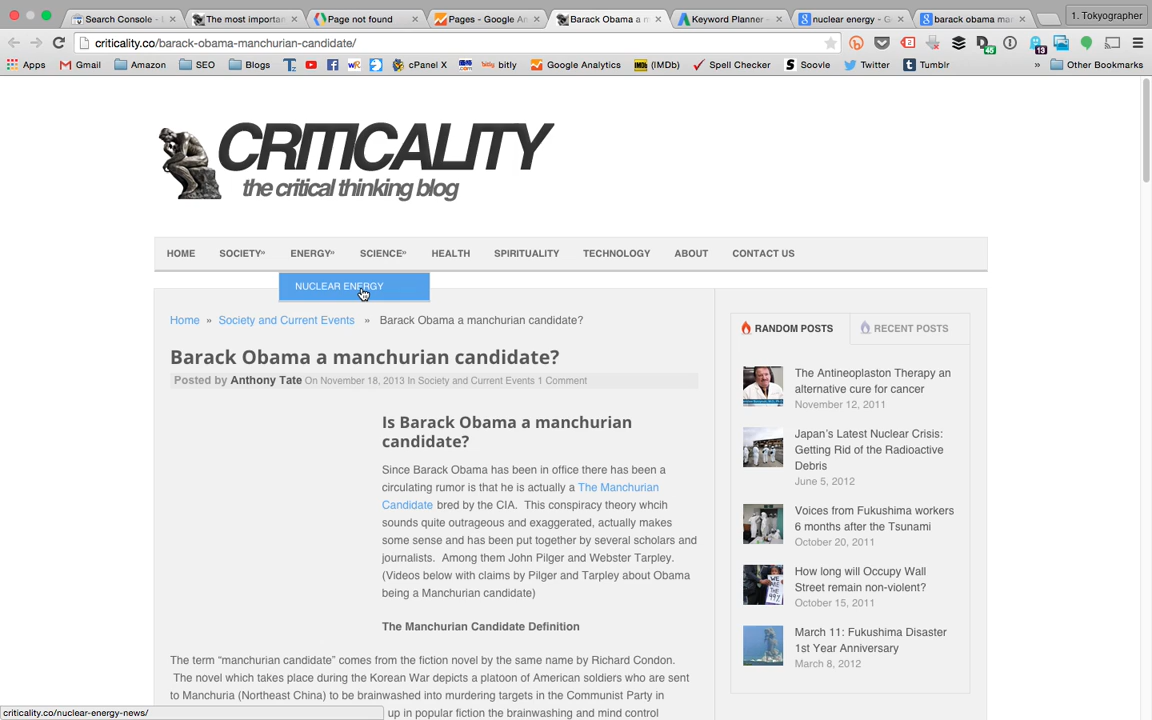 Search Console - L
The most importan
Page not found
Pages - Google An
Barack Obama a m
Keyword Planner –
nuclear energy - G
barack obama man
1. Tokyographer
criticality.co/barack-obama-manchurian-candidate/
2
45
13
Apps
Gmail
Amazon
SEO
Blogs
cPanel X
bitly
Google Analytics
IMDb
(IMDb)
Spell Checker
Soovle
Twitter
Tumblr
»
Other Bookmarks
CRITICALITY
the critical thinking blog
HOME
SOCIETY»
ENERGY»
SCIENCE»
HEALTH
SPIRITUALITY
TECHNOLOGY
ABOUT
CONTACT US
NUCLEAR ENERGY
Home » Society and Current Events » Barack Obama a manchurian candidate?
Barack Obama a manchurian candidate?
Posted by Anthony Tate On November 18, 2013 In Society and Current Events 1 Comment
Is Barack Obama a manchurian
candidate?
Since Barack Obama has been in office there has been a
circulating rumor is that he is actually a The Manchurian
Candidate bred by the CIA. This conspiracy theory whcih
sounds quite outrageous and exaggerated, actually makes
some sense and has been put together by several scholars and
journalists. Among them John Pilger and Webster Tarpley.
(Videos below with claims by Pilger and Tarpley about Obama
being a Manchurian candidate)
The Manchurian Candidate Definition
The term “manchurian candidate” comes from the fiction novel by the same name by Richard Condon.
The novel which takes place during the Korean War depicts a platoon of American soldiers who are sent
to Manchuria (Northeast China) to be brainwashed into murdering targets in the Communist Party in
up in popular fiction the brainwashing and mind control
RANDOM POSTS
RECENT POSTS
The Antineoplaston Therapy an
alternative cure for cancer
November 12, 2011
Japan’s Latest Nuclear Crisis:
Getting Rid of the Radioactive
Debris
June 5, 2012
Voices from Fukushima workers
6 months after the Tsunami
October 20, 2011
How long will Occupy Wall
Street remain non-violent?
October 15, 2011
March 11: Fukushima Disaster
1st Year Anniversary
March 8, 2012
criticality.co/nuclear-energy-news/